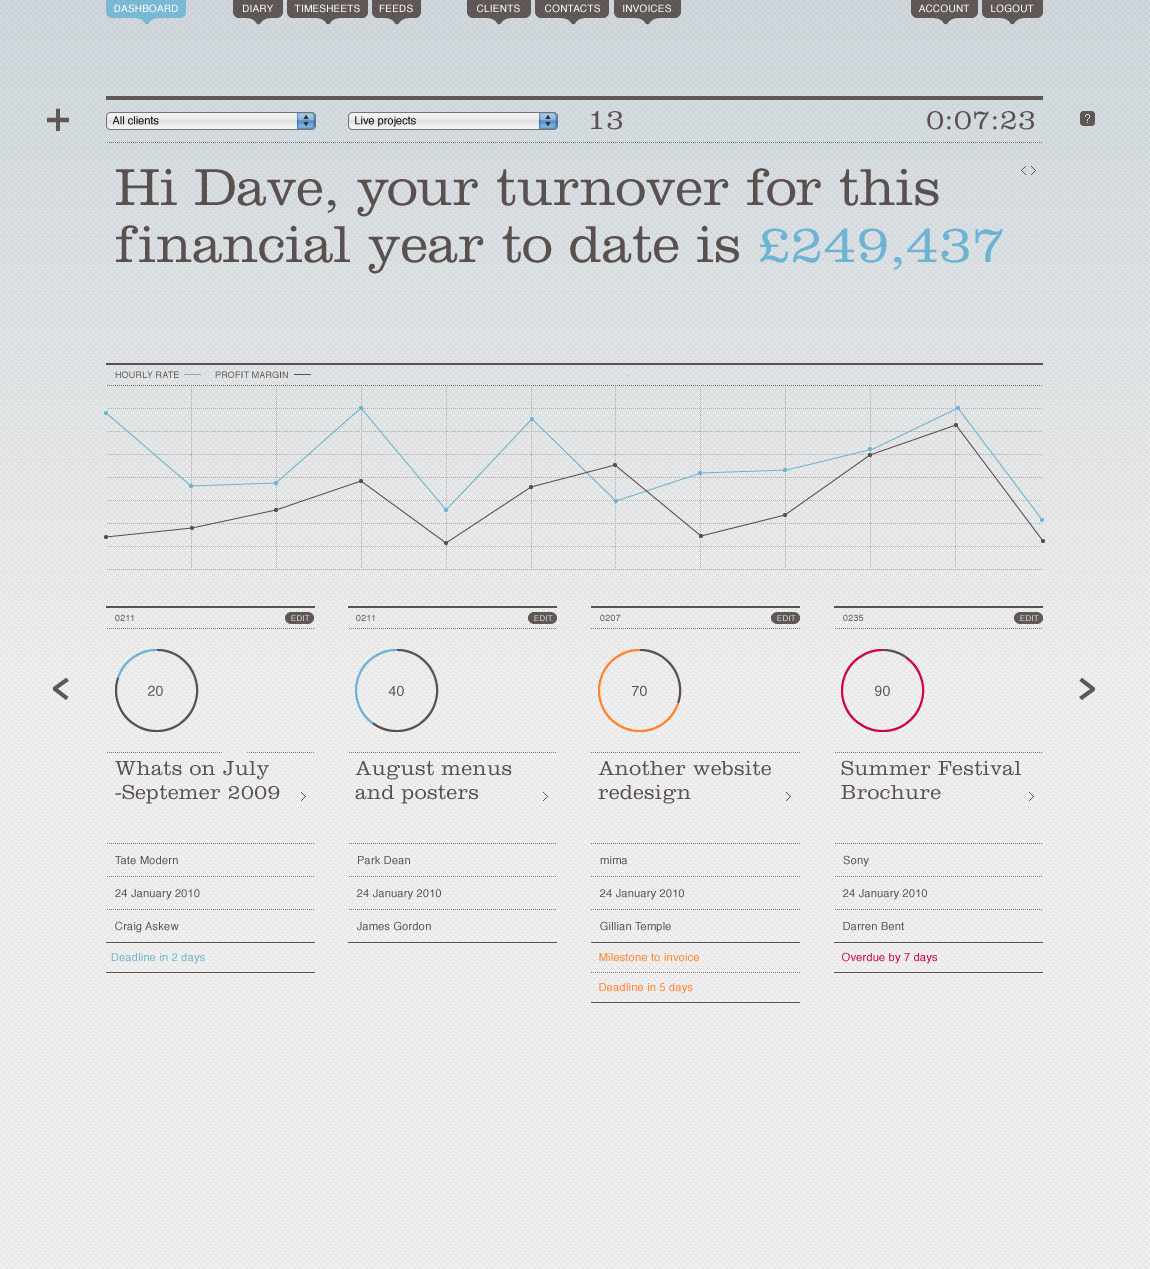 DASHBOARD DIARY TIMESHEETS FEEDS CLIENTS CONTACTS INVOICES ACCOUNT LOGOUT
All clients Live projects 13 0:07:23 ?
Hi Dave, your turnover for this
financial year to date is £249,437
HOURLY RATE PROFIT MARGIN
0211 EDIT
20
Whats on July
-Septemer 2009
Tate Modern
24 January 2010
Craig Askew
Deadline in 2 days
0211 EDIT
40
August menus
and posters
Park Dean
24 January 2010
James Gordon
0207 EDIT
70
Another website
redesign
mima
24 January 2010
Gillian Temple
Milestone to invoice
Deadline in 5 days
0235 EDIT
90
Summer Festival
Brochure
Sony
24 January 2010
Darren Bent
Overdue by 7 days